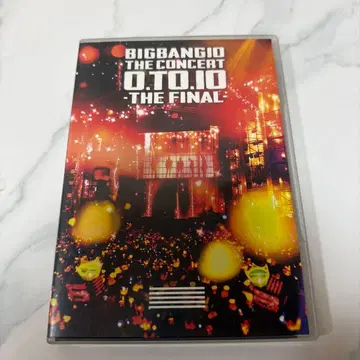 BIGBANG10
THE CONCERT
0.TO.10
-THE FINAL-